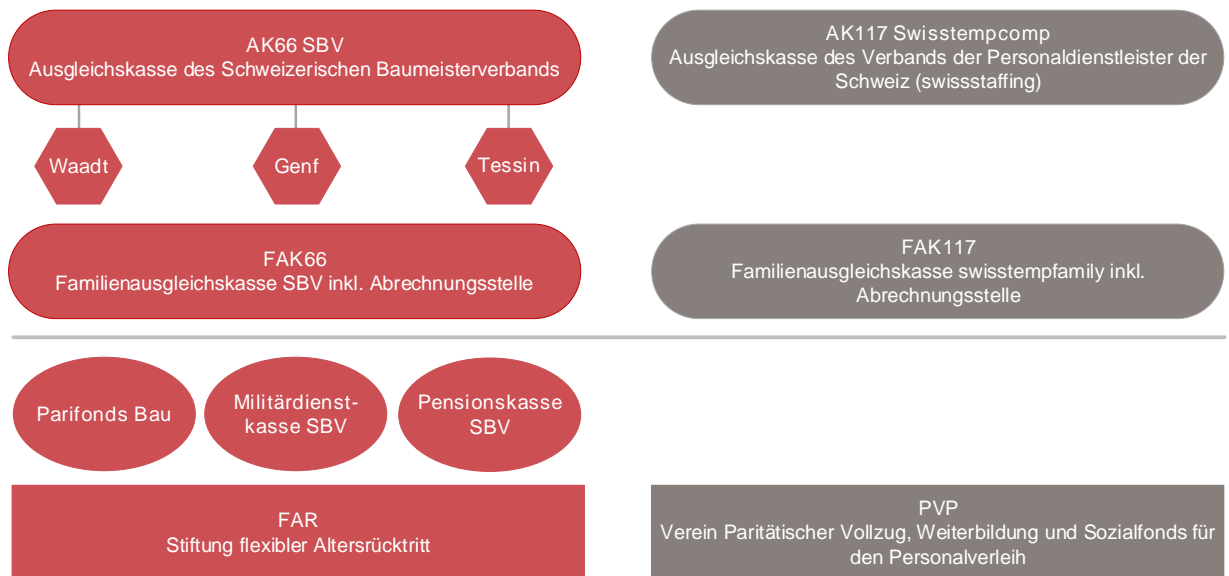 AK66 SBV
Ausgleichskasse des Schweizerischen Baumeisterverbands
AK117 Swisstempcomp
Ausgleichskasse des Verbands der Personaldienstleister der
Schweiz (swissstaffing)
Waadt
Genf
Tessin
FAK66
Familienausgleichskasse SBV inkl. Abrechnungsstelle
FAK117
Familienausgleichskasse swisstempfamily inkl.
Abrechnungsstelle
Parifonds Bau
Militärdienst-
kasse SBV
Pensionskasse
SBV
FAR
Stiftung flexibler Altersrücktritt
PVP
Verein Paritätischer Vollzug, Weiterbildung und Sozialfonds für
den Personalverleih